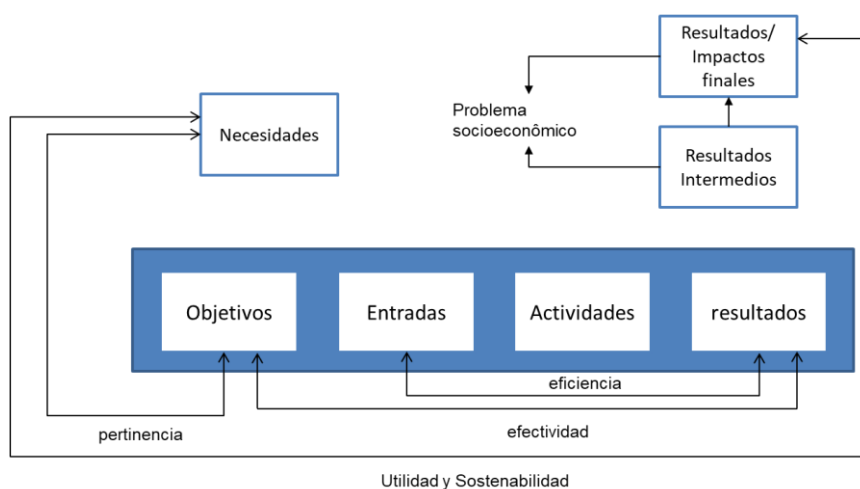 Resultados/
Impactos
finales
Necesidades
Problema
socioeconômico
Resultados
Intermedios
Objetivos
Entradas
Actividades
resultados
eficiencia
pertinencia
efectividad
Utilidad y Sostenabilidad